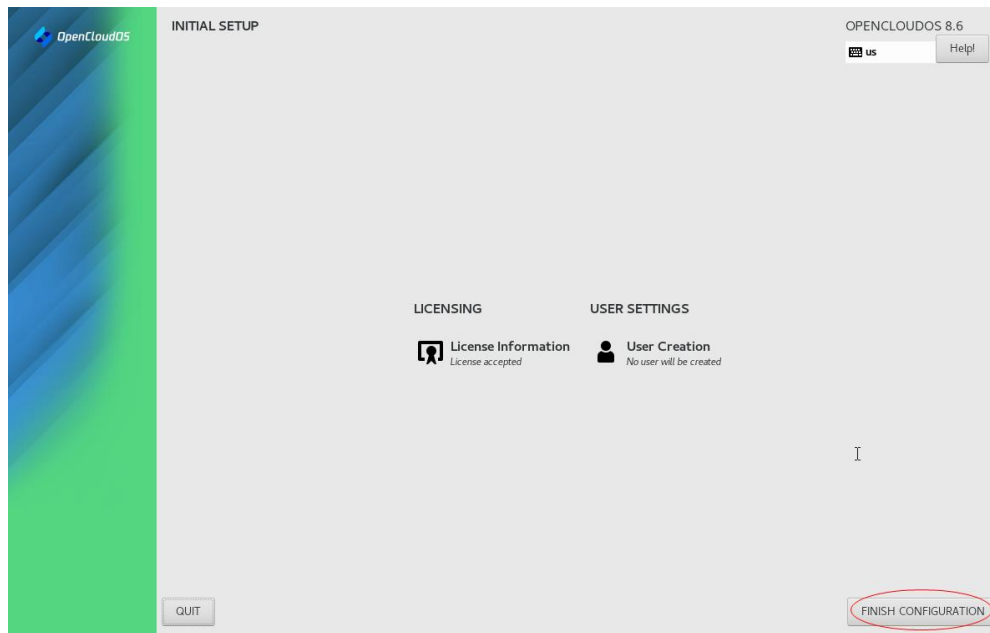 OpenCloudOS
INITIAL SETUP
OPENCLOUDOS 8.6
us
Help!
LICENSING
USER SETTINGS
License Information
License accepted
User Creation
No user will be created
QUIT
FINISH CONFIGURATION